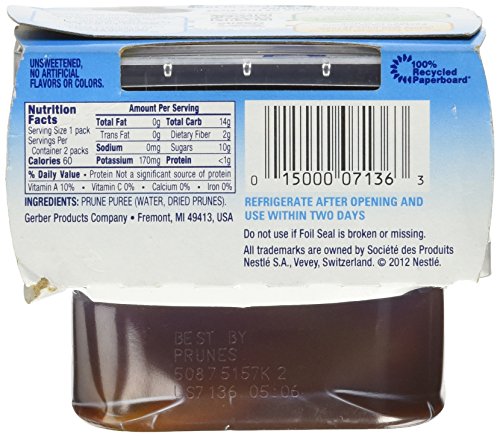 UNSWEETENED,
NO ARTIFICIAL
FLAVORS OR COLORS.
100%
Recycled
Paperboard
Nutrition
Facts
Serving Size 1 pack
Servings Per
Container 2 packs
Calories 60
Amount Per Serving
Total Fat 0g Total Carb 14g
Trans Fat 0g Dietary Fiber 2g
Sodium 0mg Sugars 10g
Potassium 170mg Protein <1g
% Daily Value • Protein Not a significant source of protein
Vitamin A 10% • Vitamin C 0% • Calcium 0% • Iron 0%
INGREDIENTS: PRUNE PUREE (WATER, DRIED PRUNES).
Gerber Products Company • Fremont, MI 49413, USA
0 15000 07136 3
REFRIGERATE AFTER OPENING AND
USE WITHIN TWO DAYS
Do not use if Foil Seal is broken or missing.
All trademarks are owned by Société des Produits
Nestlé S.A., Vevey, Switzerland. © 2012 Nestlé.
BEST BY
PRUNES
50875157K 2
05:06